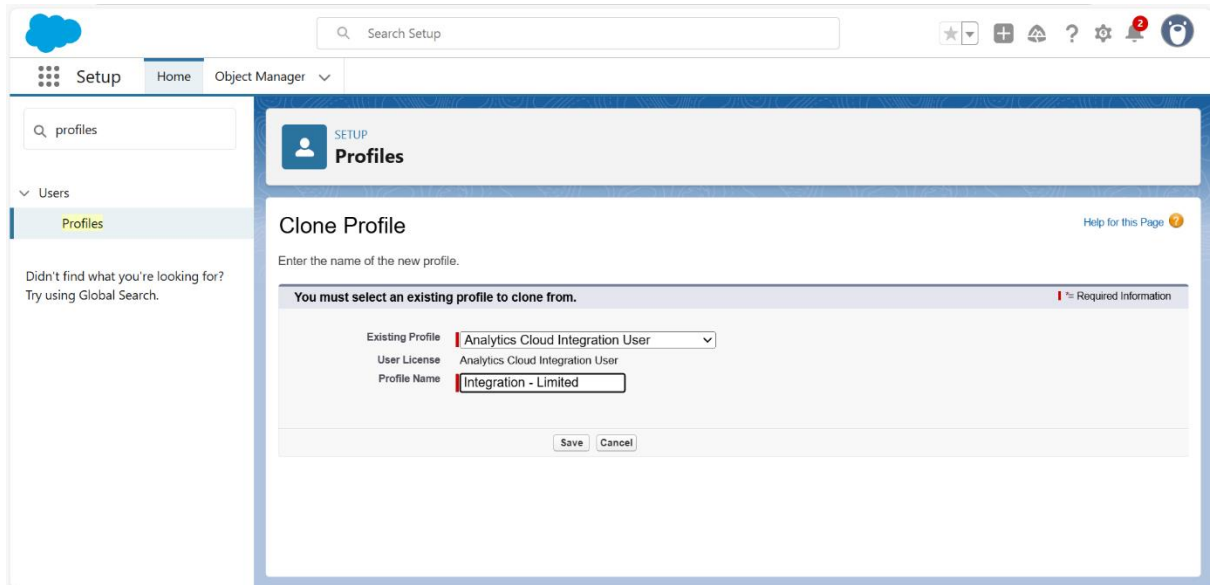 Search Setup
2
Setup
Home
Object Manager
profiles
Users
Profiles
Didn't find what you're looking for?
Try using Global Search.
SETUP
Profiles
Clone Profile
Help for this Page ?
Enter the name of the new profile.
You must select an existing profile to clone from.
*= Required Information
Existing Profile Analytics Cloud Integration User
User License Analytics Cloud Integration User
Profile Name Integration - Limited
Save Cancel